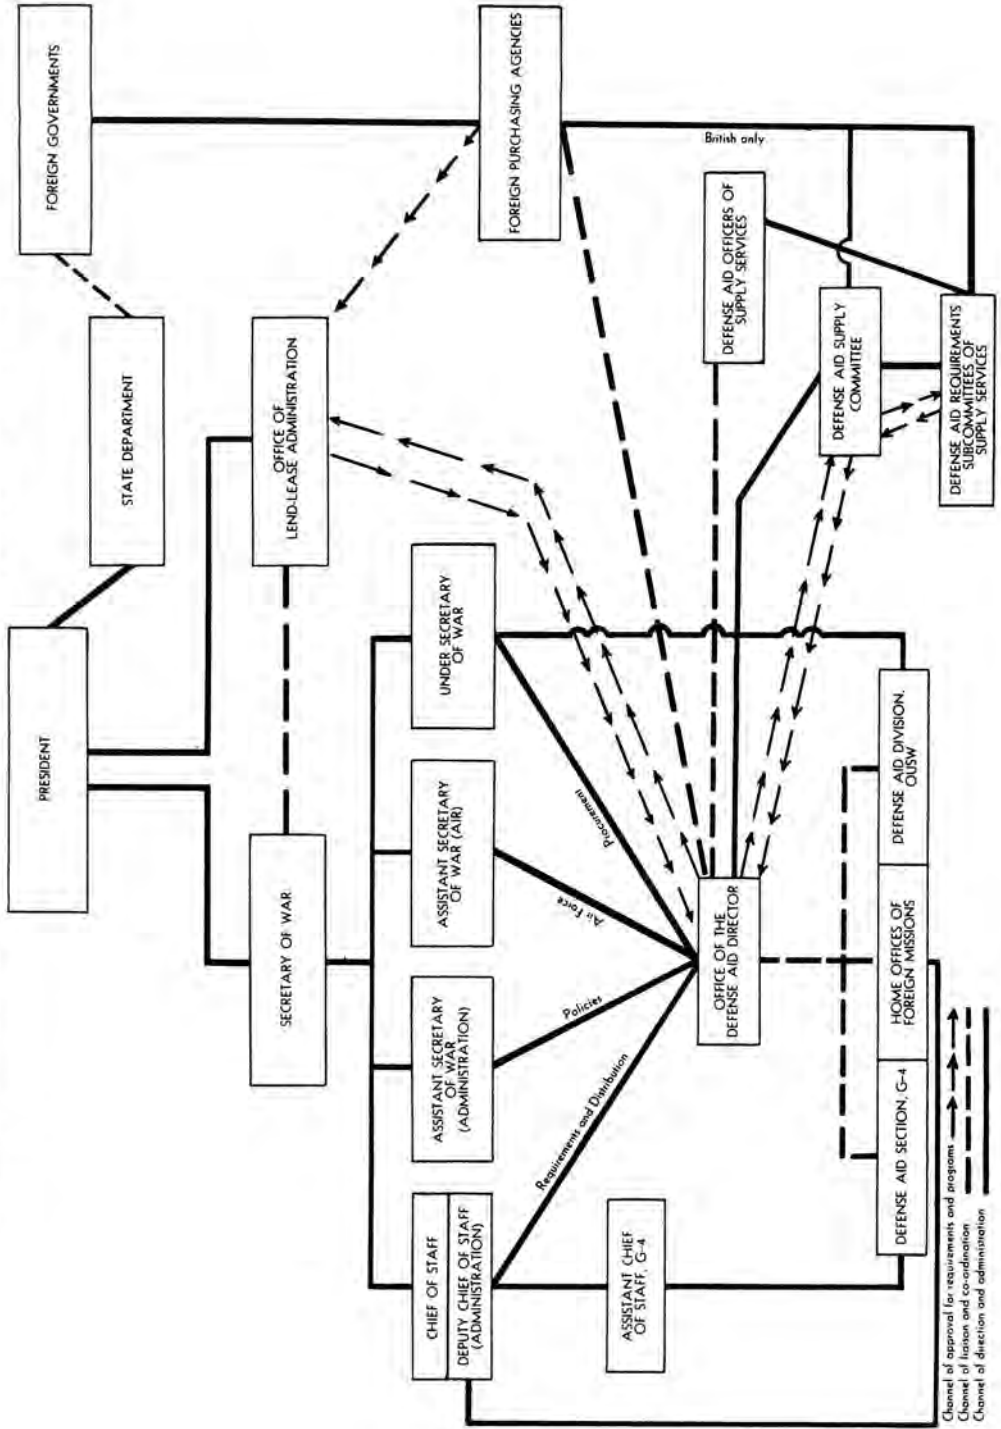 PRESIDENT
STATE DEPARTMENT
FOREIGN GOVERNMENTS
SECRETARY OF WAR
OFFICE OF
LEND-LEASE ADMINISTRATION
CHIEF OF STAFF
DEPUTY CHIEF OF STAFF
(ADMINISTRATION)
ASSISTANT SECRETARY
OF WAR
(ADMINISTRATION)
ASSISTANT SECRETARY
OF WAR (AIR)
UNDER SECRETARY
OF WAR
FOREIGN PURCHASING AGENCIES
Requirements and Distribution
Policies
Air Force
Procurement
British only
ASSISTANT CHIEF
OF STAFF, G-4
OFFICE OF THE
DEFENSE AID DIRECTOR
DEFENSE AID OFFICERS OF
SUPPLY SERVICES
DEFENSE AID SUPPLY
COMMITTEE
DEFENSE AID SECTION, G-4
HOME OFFICES OF
FOREIGN MISSIONS
DEFENSE AID DIVISION,
OUSW
DEFENSE AID REQUIREMENTS
SUBCOMMITTEES OF
SUPPLY SERVICES
Channel of approval for requirements and programs
Channel of liaison and co-ordination
Channel of direction and administration